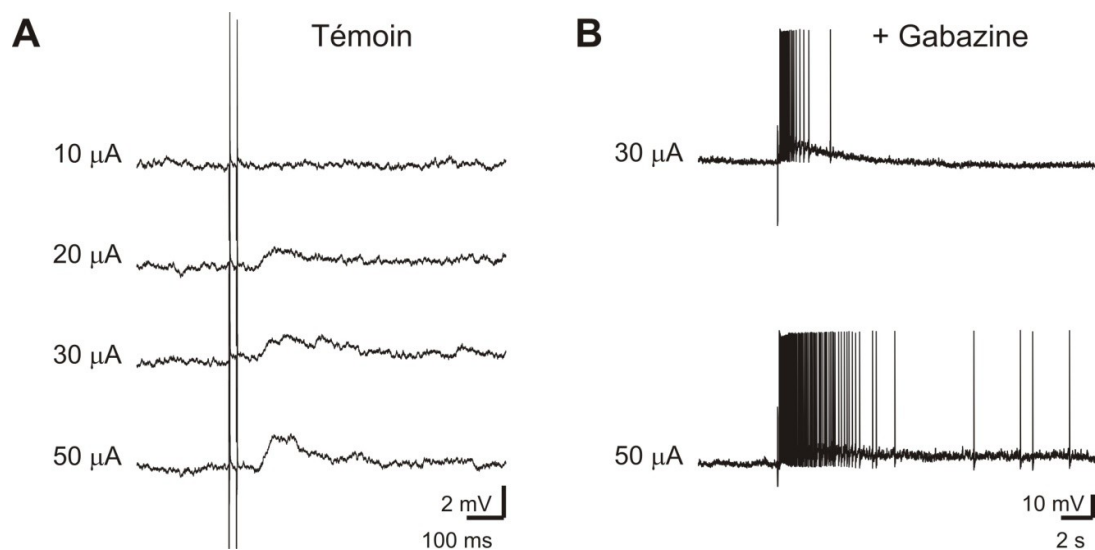 A
Témoin
10 μA
20 μA
30 μA
50 μA
2 mV
100 ms
B
+ Gabazine
30 μA
50 μA
10 mV
2 s